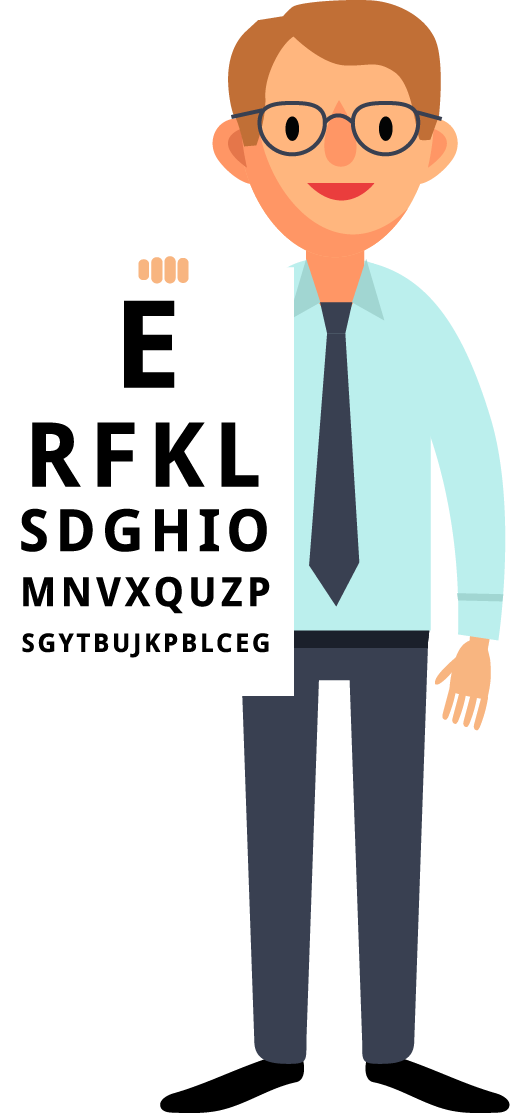 E
RFKL
SDGHIO
MNVXQUZP
SGYTBUJKPBLCEG